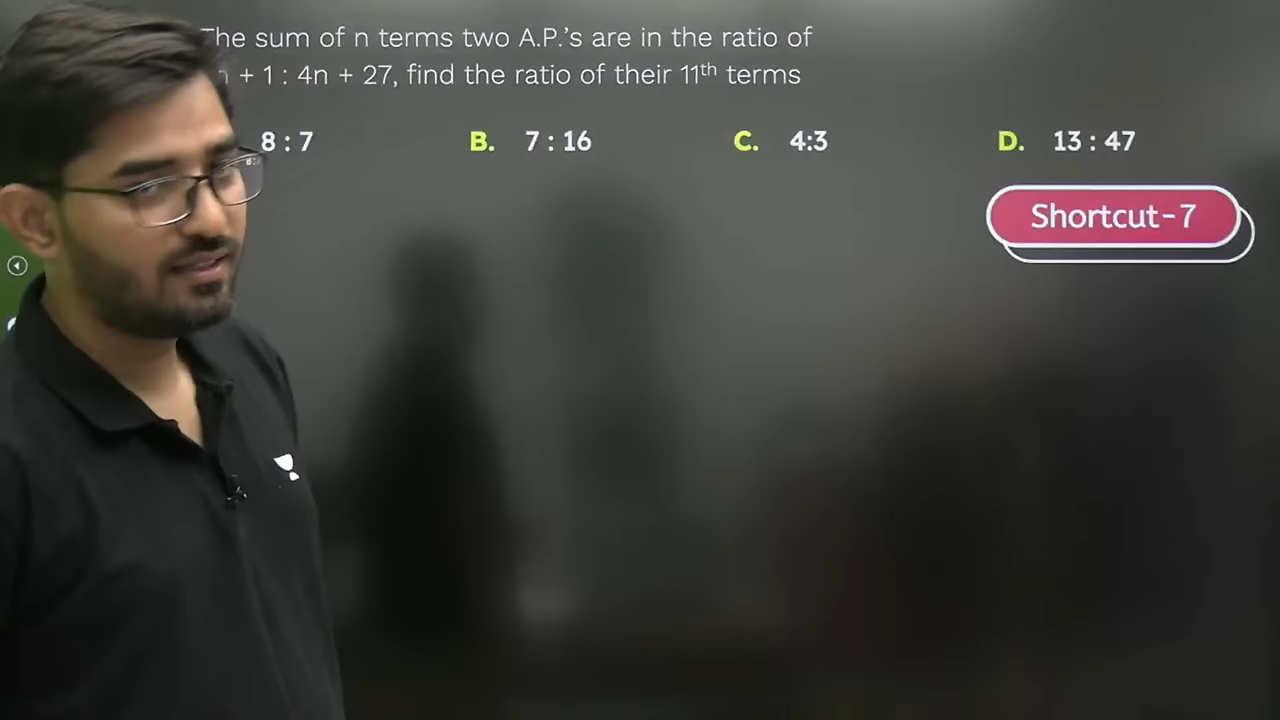 The sum of n terms two A.P.'s are in the ratio of
n + 1 : 4n + 27, find the ratio of their 11th terms
8 : 7
B. 7 : 16
C. 4:3
D. 13 : 47
Shortcut-7